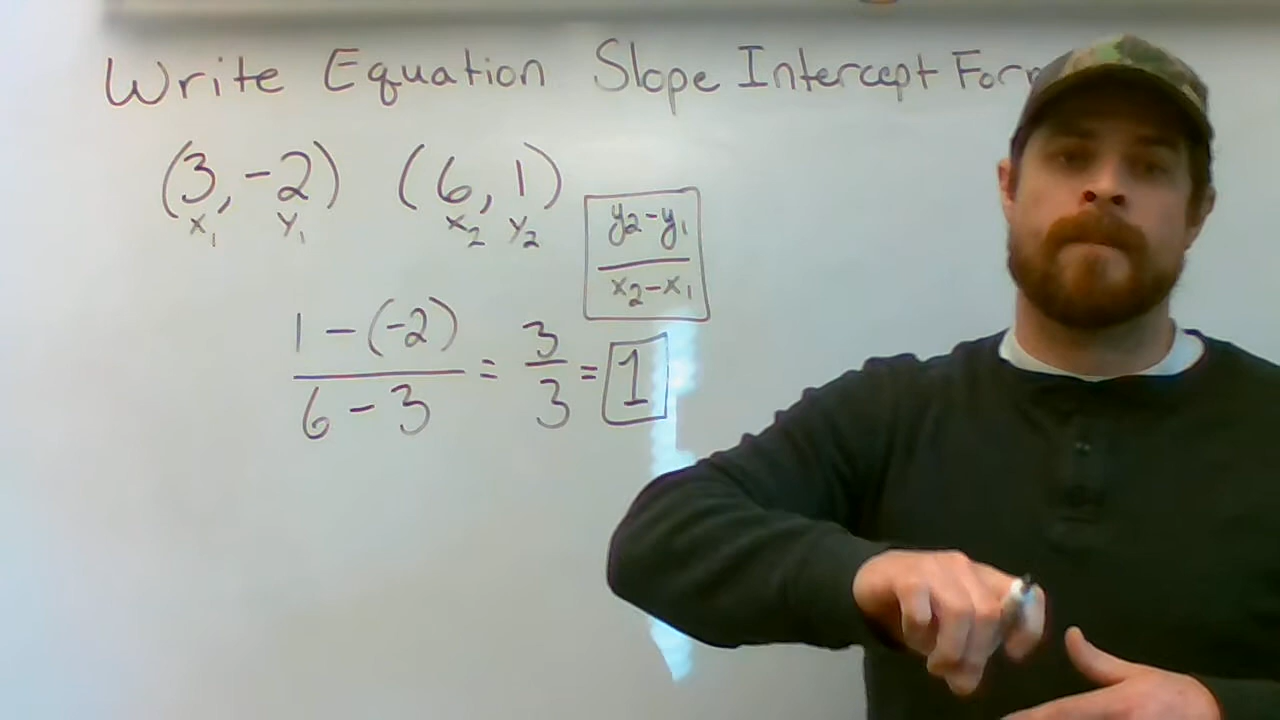 Write Equation Slope Intercept Form
(3, -2) (6, 1)
x₁ y₁ x₂ y₂
y₂-y₁
x₂-x₁
1 - (-2)
6 - 3
= 3/3 = 1